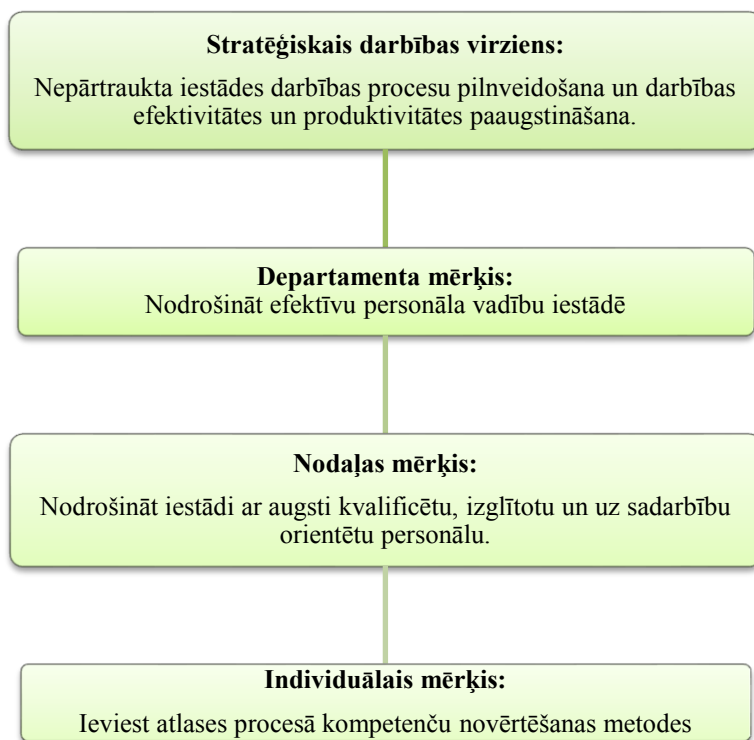 Stratēģiskais darbības virziens:
Nepārtraukta iestādes darbības procesu pilnveidošana un darbības
efektivitātes un produktivitātes paaugstināšana.
Departamenta mērķis:
Nodrošināt efektīvu personāla vadību iestādē
Nodaļas mērķis:
Nodrošināt iestādi ar augsti kvalificētu, izglītotu un uz sadarbību
orientētu personālu.
Individuālais mērķis:
Ieviest atlases procesā kompetenču novērtēšanas metodes